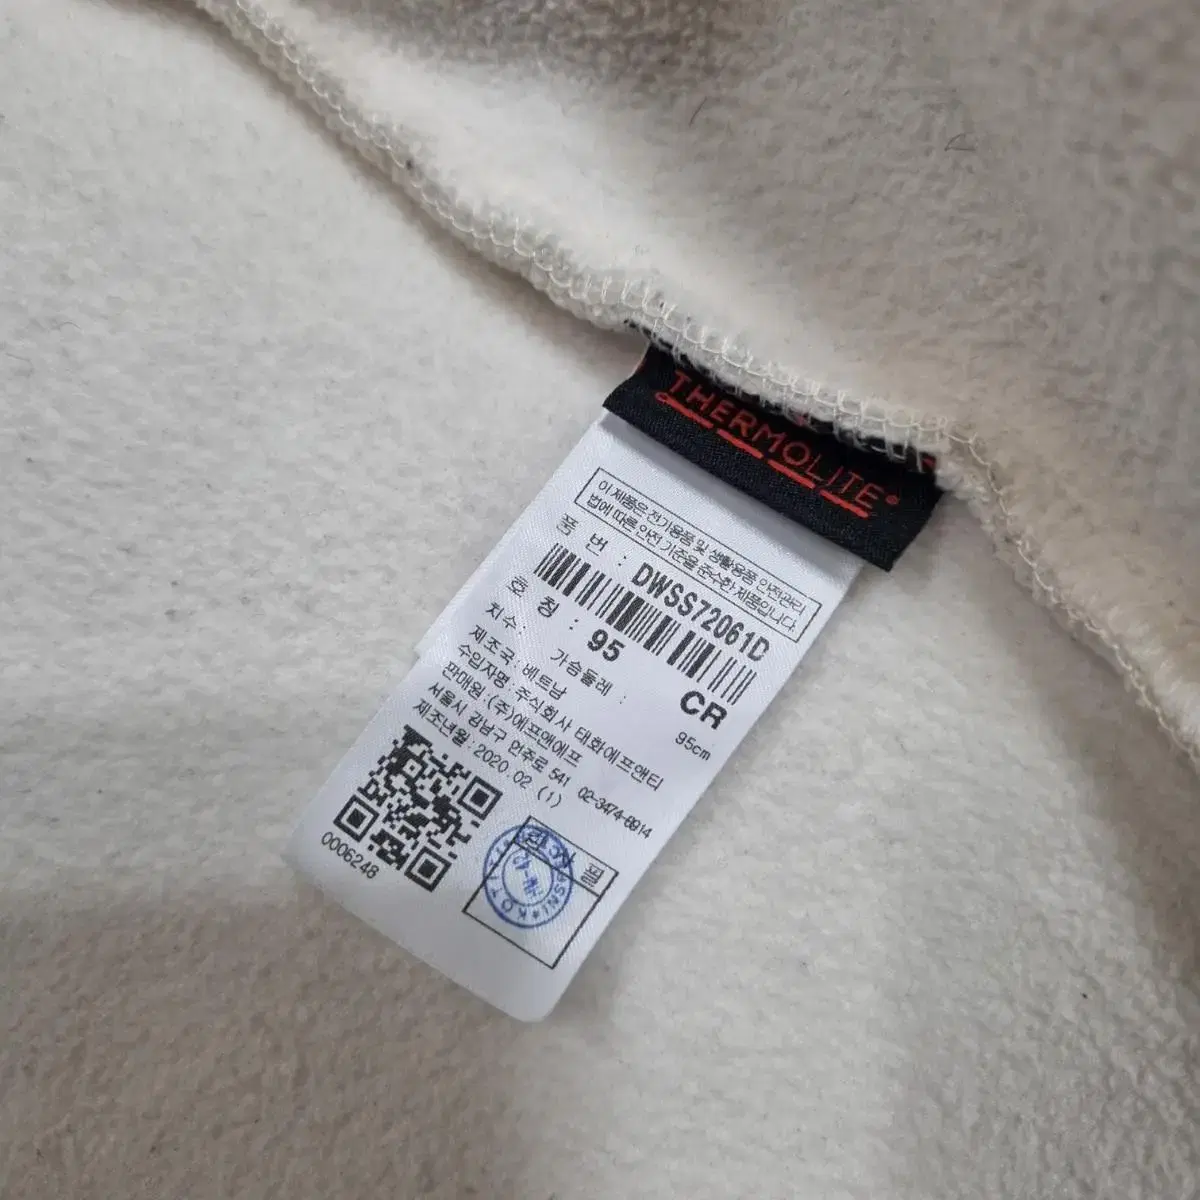 THERMOLITE®
이 제품은 전기용품 및 생활용품 안전관리
법에 따른 안전 기준을 준수한 제품입니다.
품 번 : DWSS72061D
호 칭 : 95 CR
치수: 가슴둘레 : 95cm
제조국: 베트남
수입자명: 주식회사 태화에프앤티
판매원 (주)에프앤에프
서울시 강남구 언주로 541 02-3474-8914
제조년월: 2020.02 (1)
0006248
필